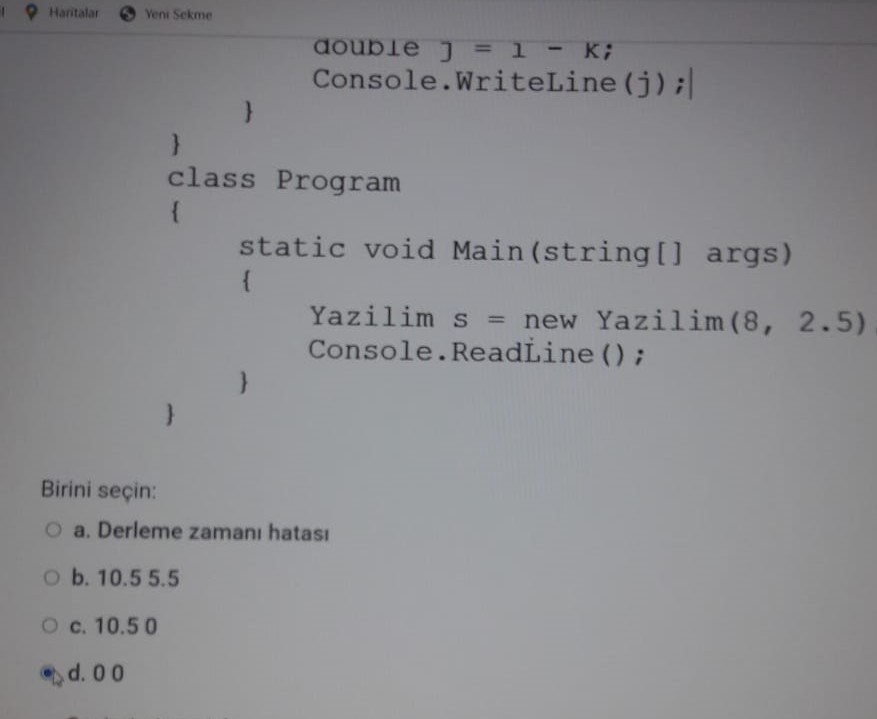 Haritalar Yeni Sekme
double j = i - k;
Console.WriteLine(j);
}
}
class Program
{
static void Main(string[] args)
{
Yazilim s = new Yazilim(8, 2.5)
Console.ReadLine();
}
}
Birini seçin:
a. Derleme zamanı hatası
b. 10.5 5.5
c. 10.5 0
d. 0 0